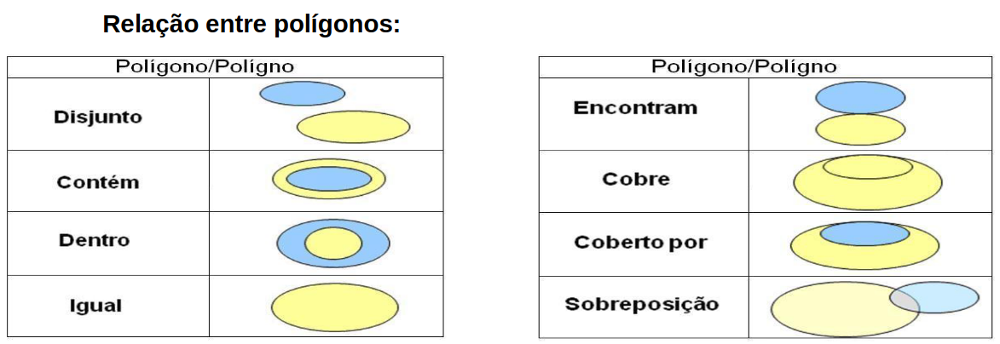 Relação entre polígonos:
Polígono/Polígno
Disjunto
Contém
Dentro
Igual
Polígono/Polígno
Encontram
Cobre
Coberto por
Sobreposição